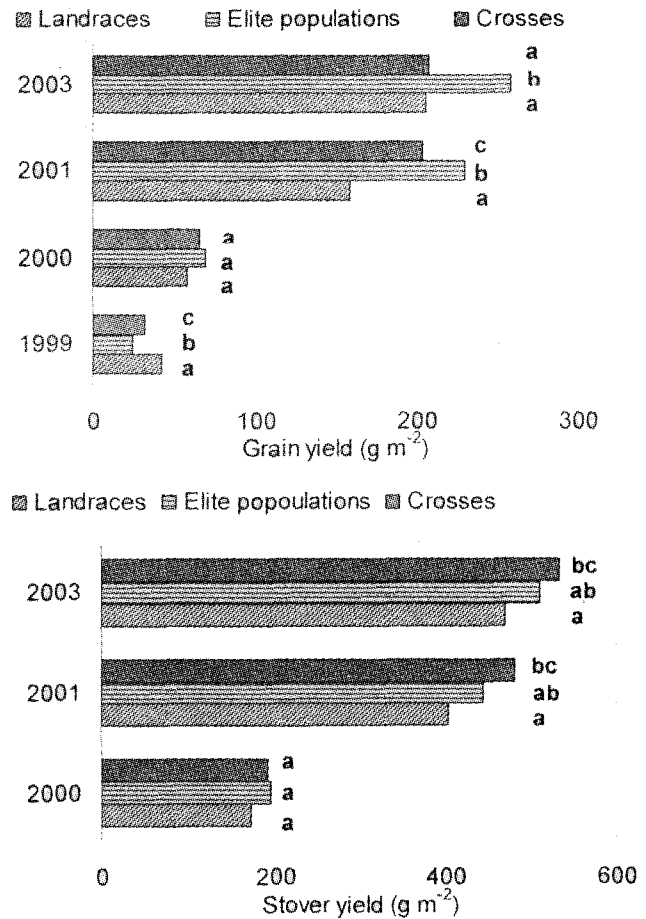 Landraces Elite populations Crosses
a
2003 b
a
c
2001 b
a
a
2000 a
a
c
1999 b
a
0 100 200 300
Grain yield (g m-2)
Landraces Elite popoulations Crosses
bc
2003 ab
a
bc
2001 ab
a
a
2000 a
a
0 200 400 600
Stover yield (g m-2)